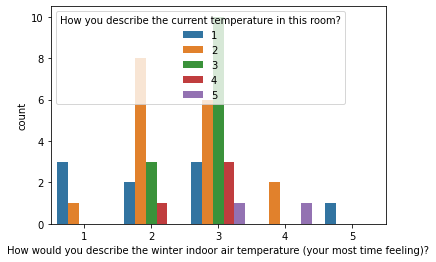 How you describe the current temperature in this room?
1
2
3
4
5
10
8
6
4
2
0
count
1 2 3 4 5
How would you describe the winter indoor air temperature (your most time feeling)?